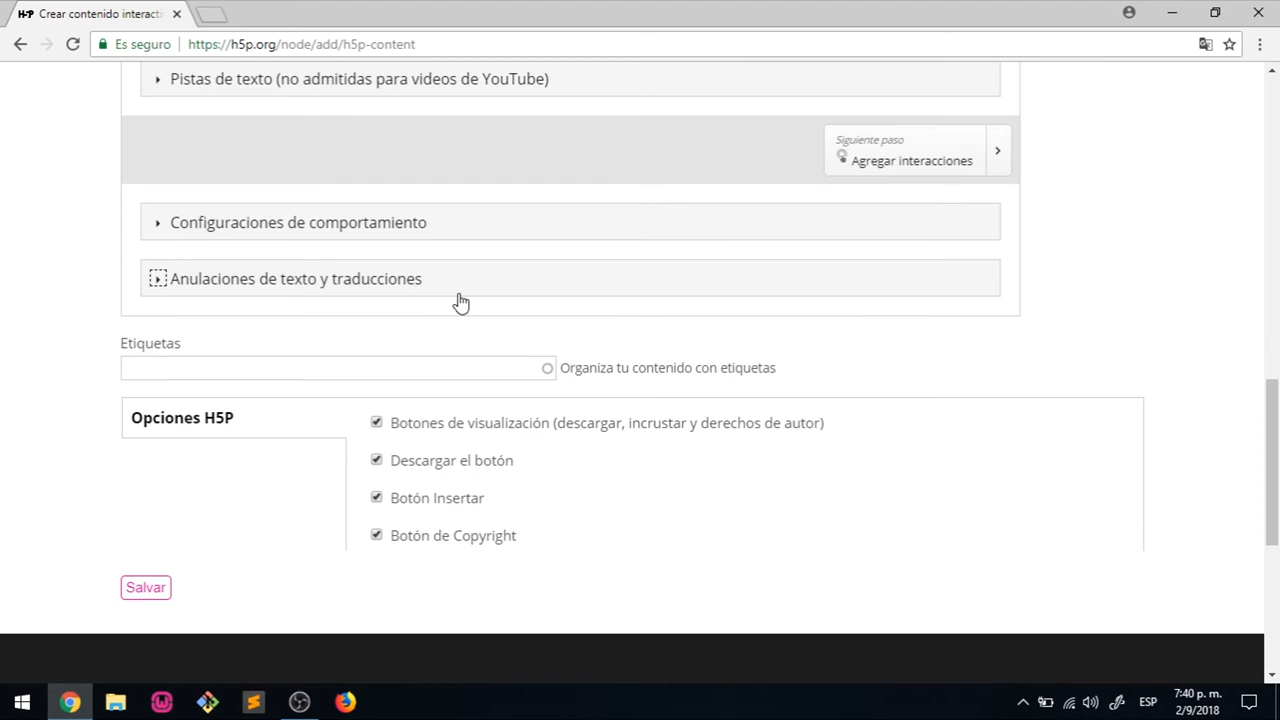 H-P Crear contenido interacti
Es seguro https://h5p.org/node/add/h5p-content
Pistas de texto (no admitidas para videos de YouTube)
Siguiente paso
Agregar interacciones
Configuraciones de comportamiento
Anulaciones de texto y traducciones
Etiquetas
Organiza tu contenido con etiquetas
Opciones H5P
Botones de visualización (descargar, incrustar y derechos de autor)
Descargar el botón
Botón Insertar
Botón de Copyright
Salvar
ESP
7:40 p. m.
2/9/2018